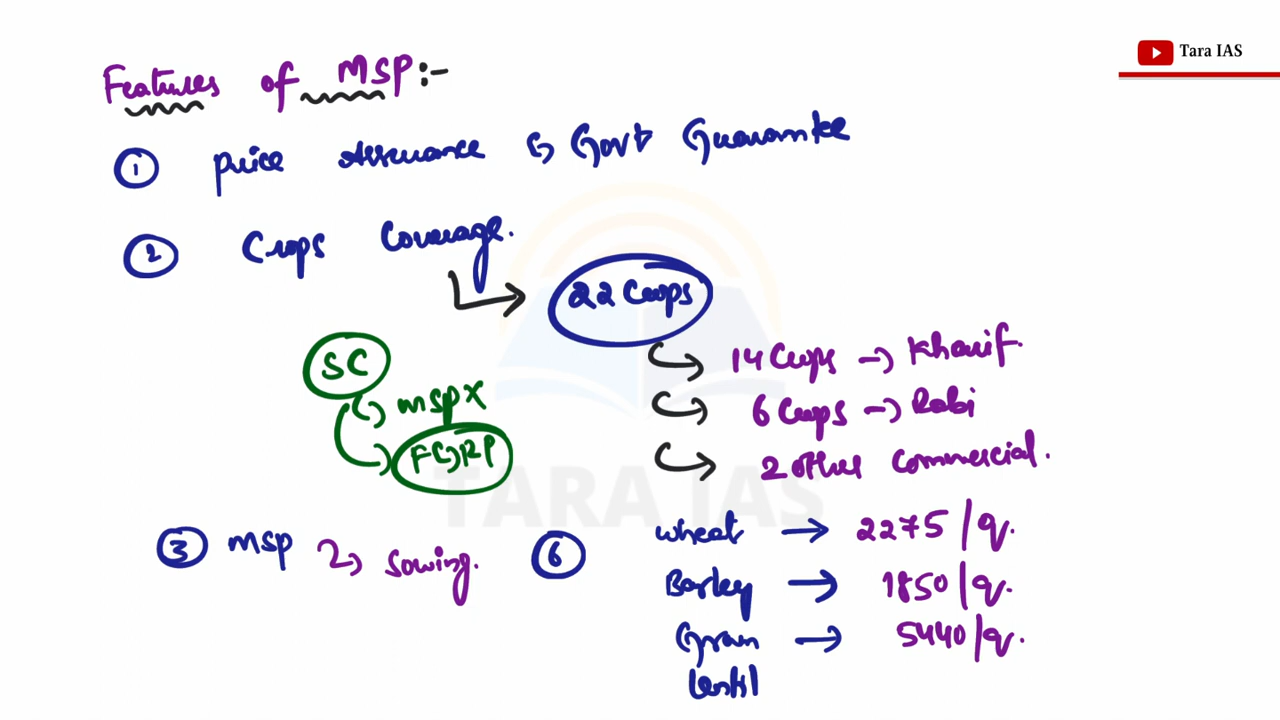 Tara IAS
Features of MSP:-
① Price Assurance ↳ Govt Guarantee
② Crops Coverage.
↳ 22 Crops
↳ 14 Crops → Kharif.
↳ 6 Crops → Rabi
↳ 2 other Commercial.
SC
↳ MSP X
↳ FRP
③ MSP ↳ Sowing.
⑥ wheat → 2275/q.
Barley → 1850/q.
Gram → 5440/q.
Lentil
TARA IAS